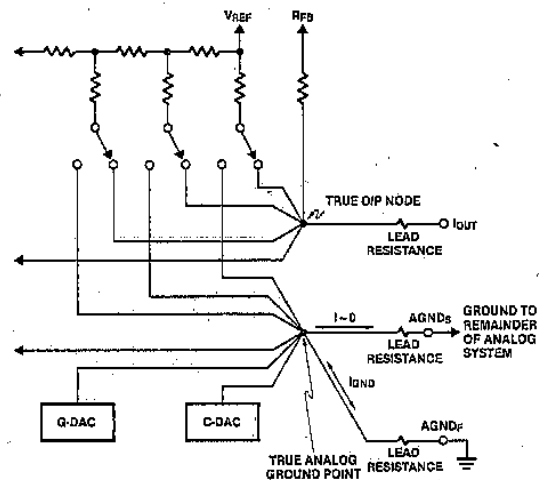 VREF
RFB
TRUE O/P NODE
IOUT
LEAD
RESISTANCE
I~0
AGNDS
GROUND TO
REMAINDER
OF ANALOG
SYSTEM
LEAD
RESISTANCE
IGND
G-DAC
C-DAC
AGNDF
TRUE ANALOG
GROUND POINT
LEAD
RESISTANCE